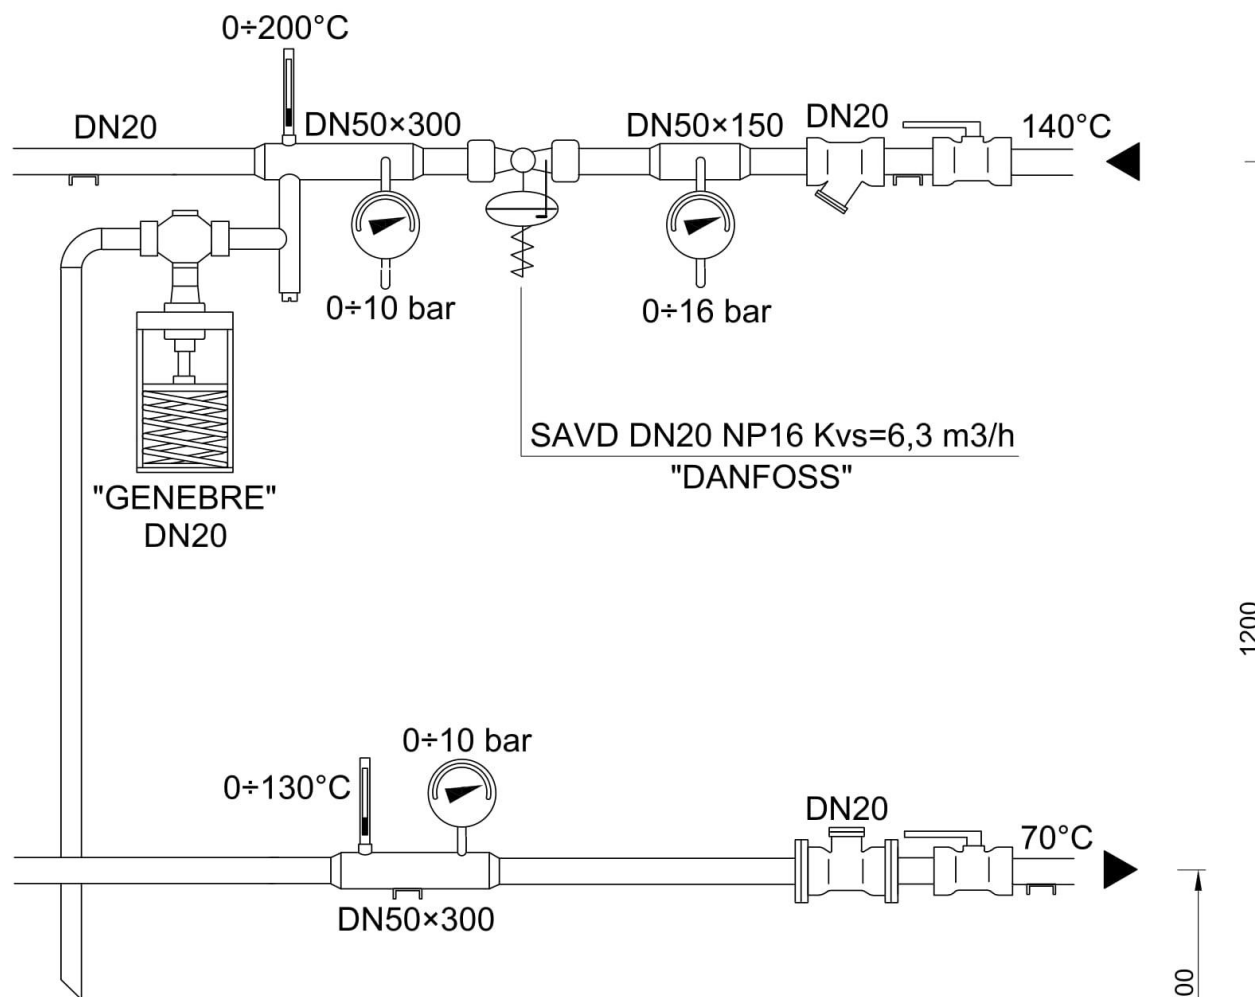 0÷200°C
DN20
DN50×300
DN50×150
DN20
140°C
0÷10 bar
0÷16 bar
SAVD DN20 NP16 Kvs=6,3 m3/h
"DANFOSS"
"GENEBRE"
DN20
1200
0÷10 bar
0÷130°C
DN20
70°C
DN50×300
00